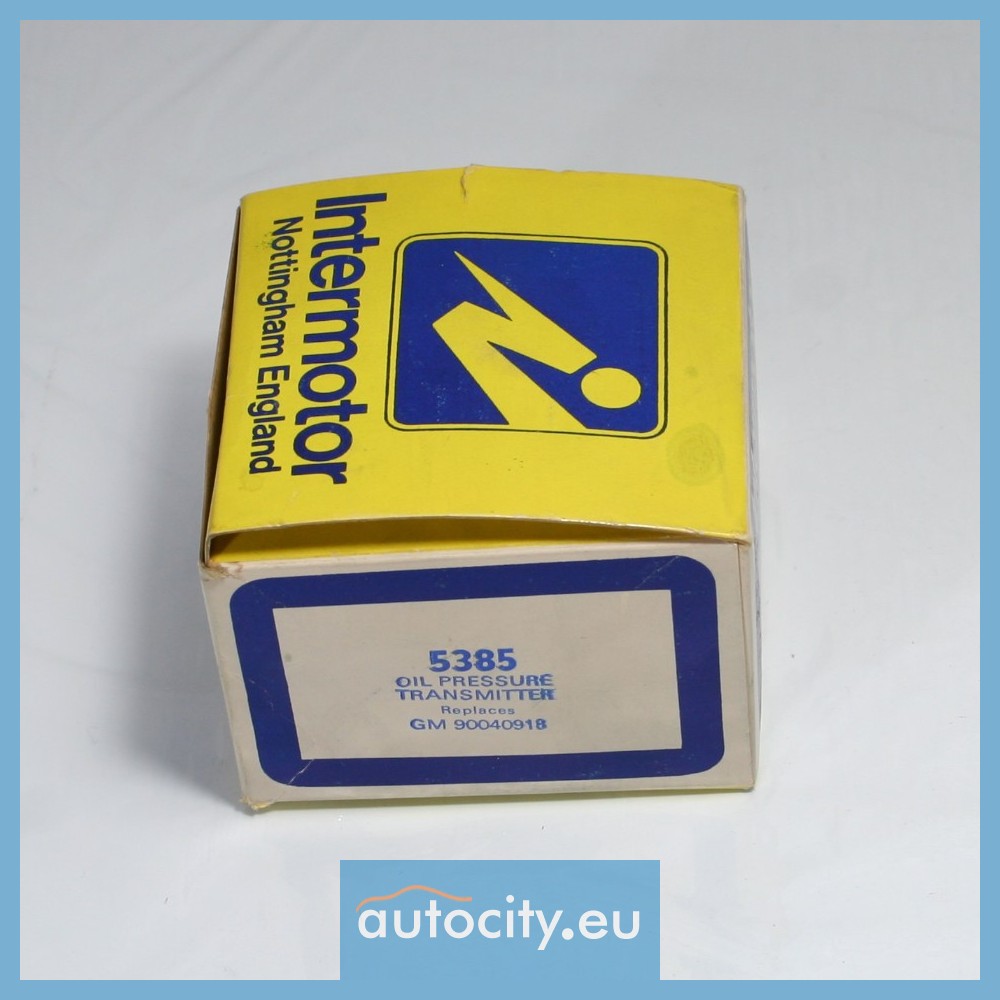 Intermotor
Nottingham England
5385
OIL PRESSURE
TRANSMITTER
Replaces
GM 90040918
autocity.eu